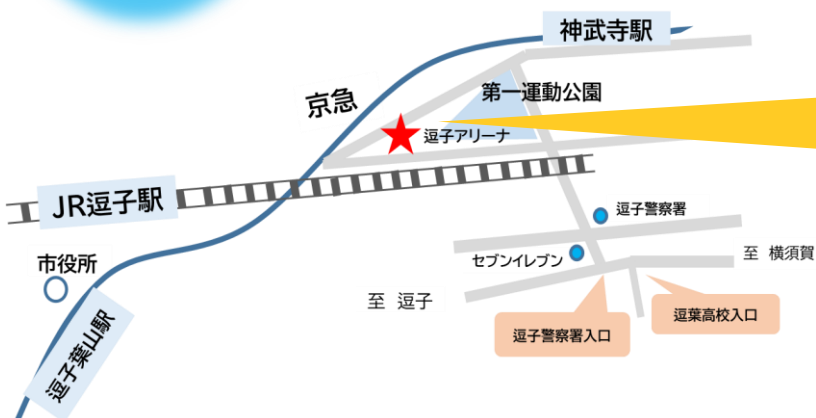 神武寺駅
京急
第一運動公園
逗子アリーナ
JR逗子駅
逗子警察署
市役所
セブンイレブン
至 横須賀
至 逗子
逗葉高校入口
逗子警察署入口
逗子葉山駅